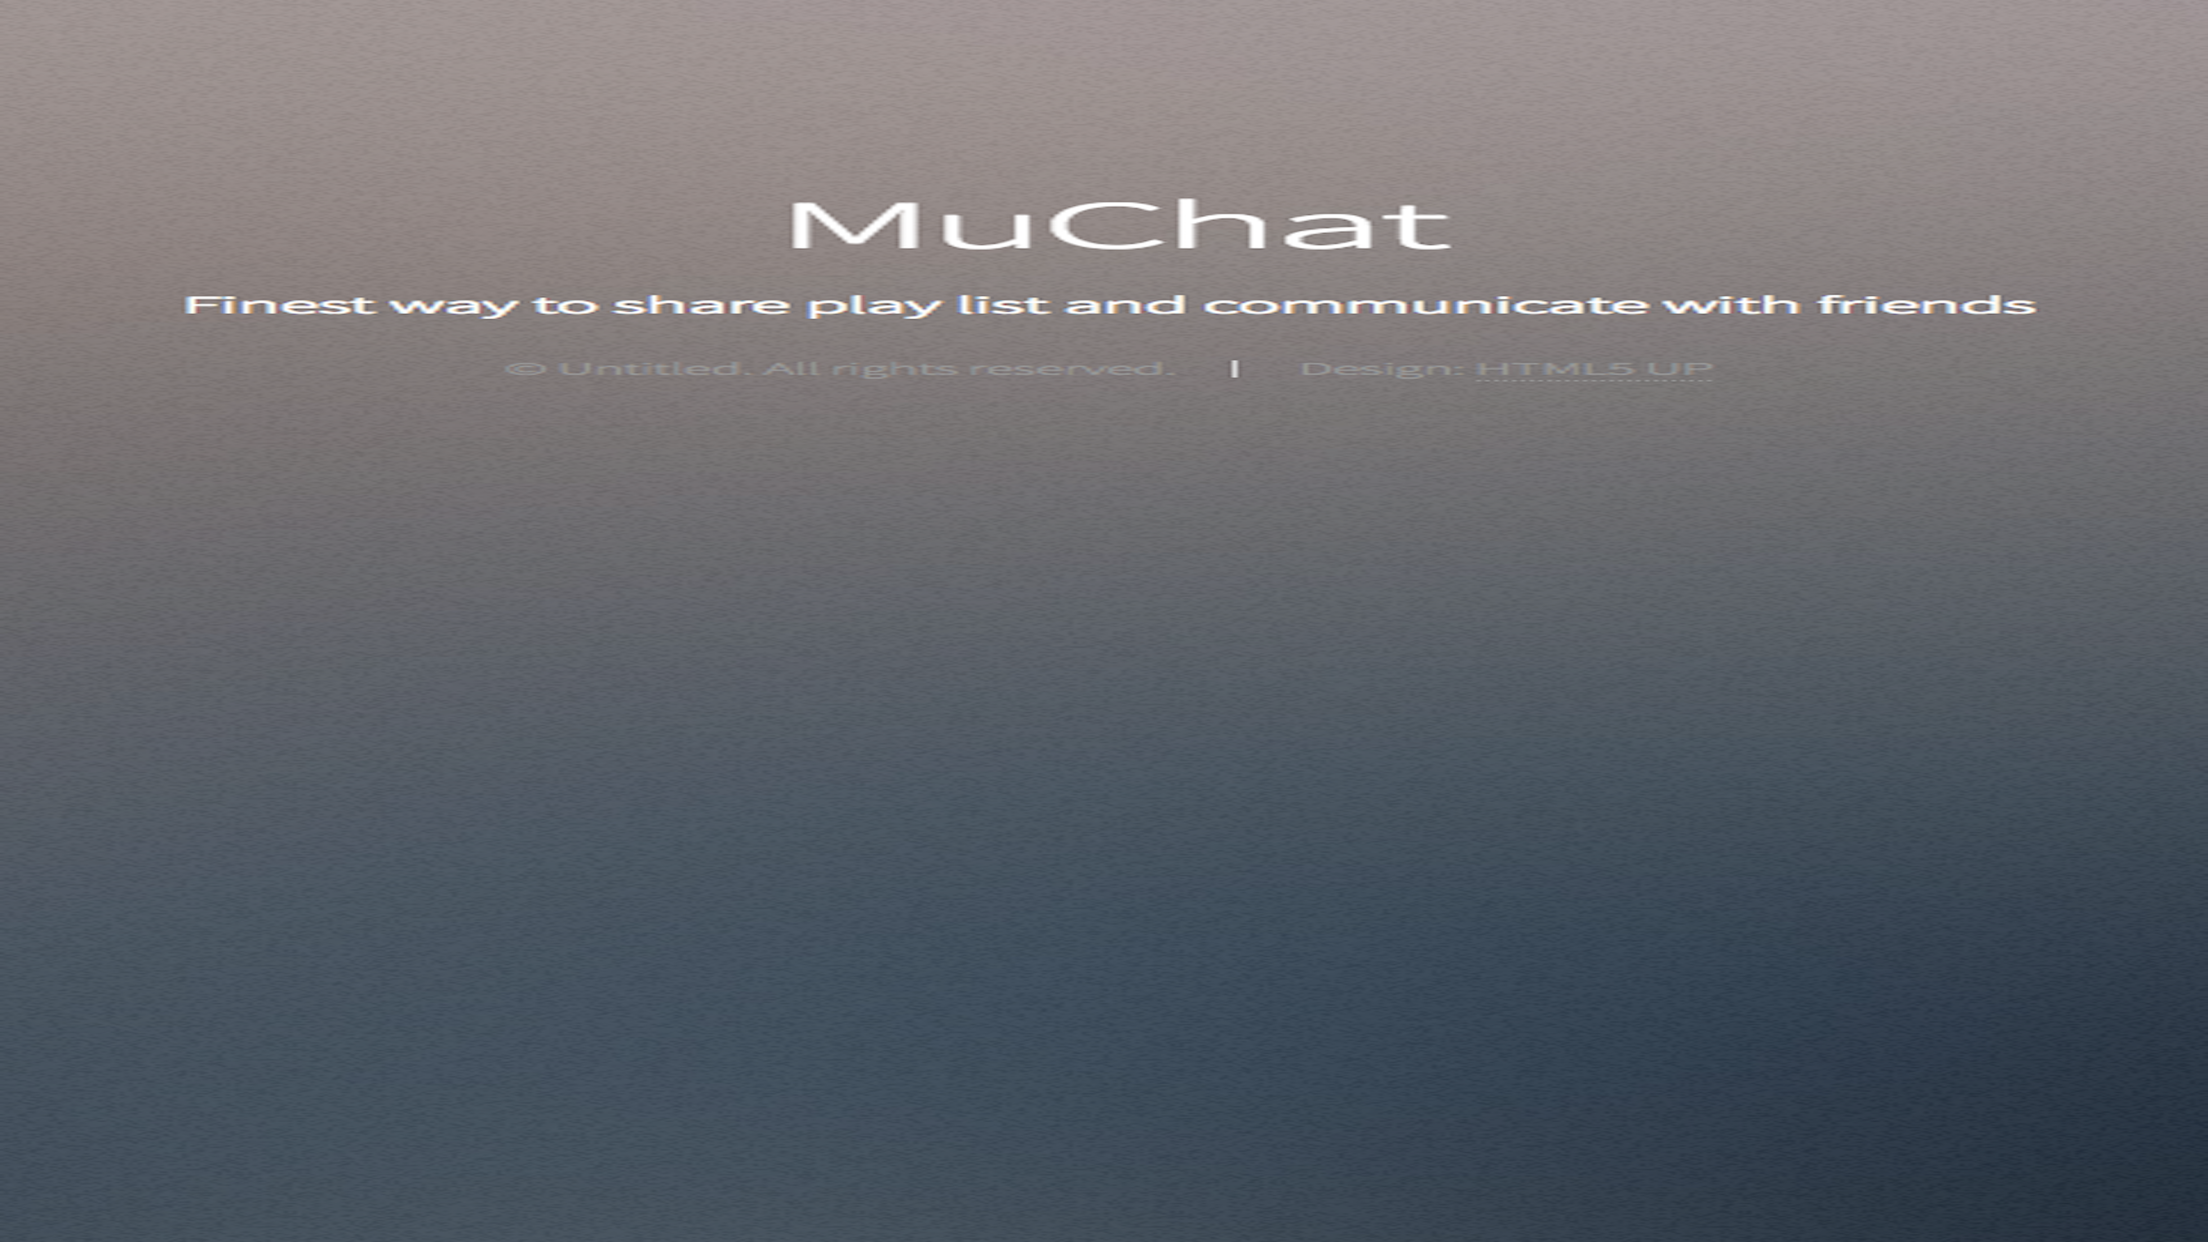 MuChat
Finest way to share play list and communicate with friends
© Untitled. All rights reserved. | Design: HTML5 UP